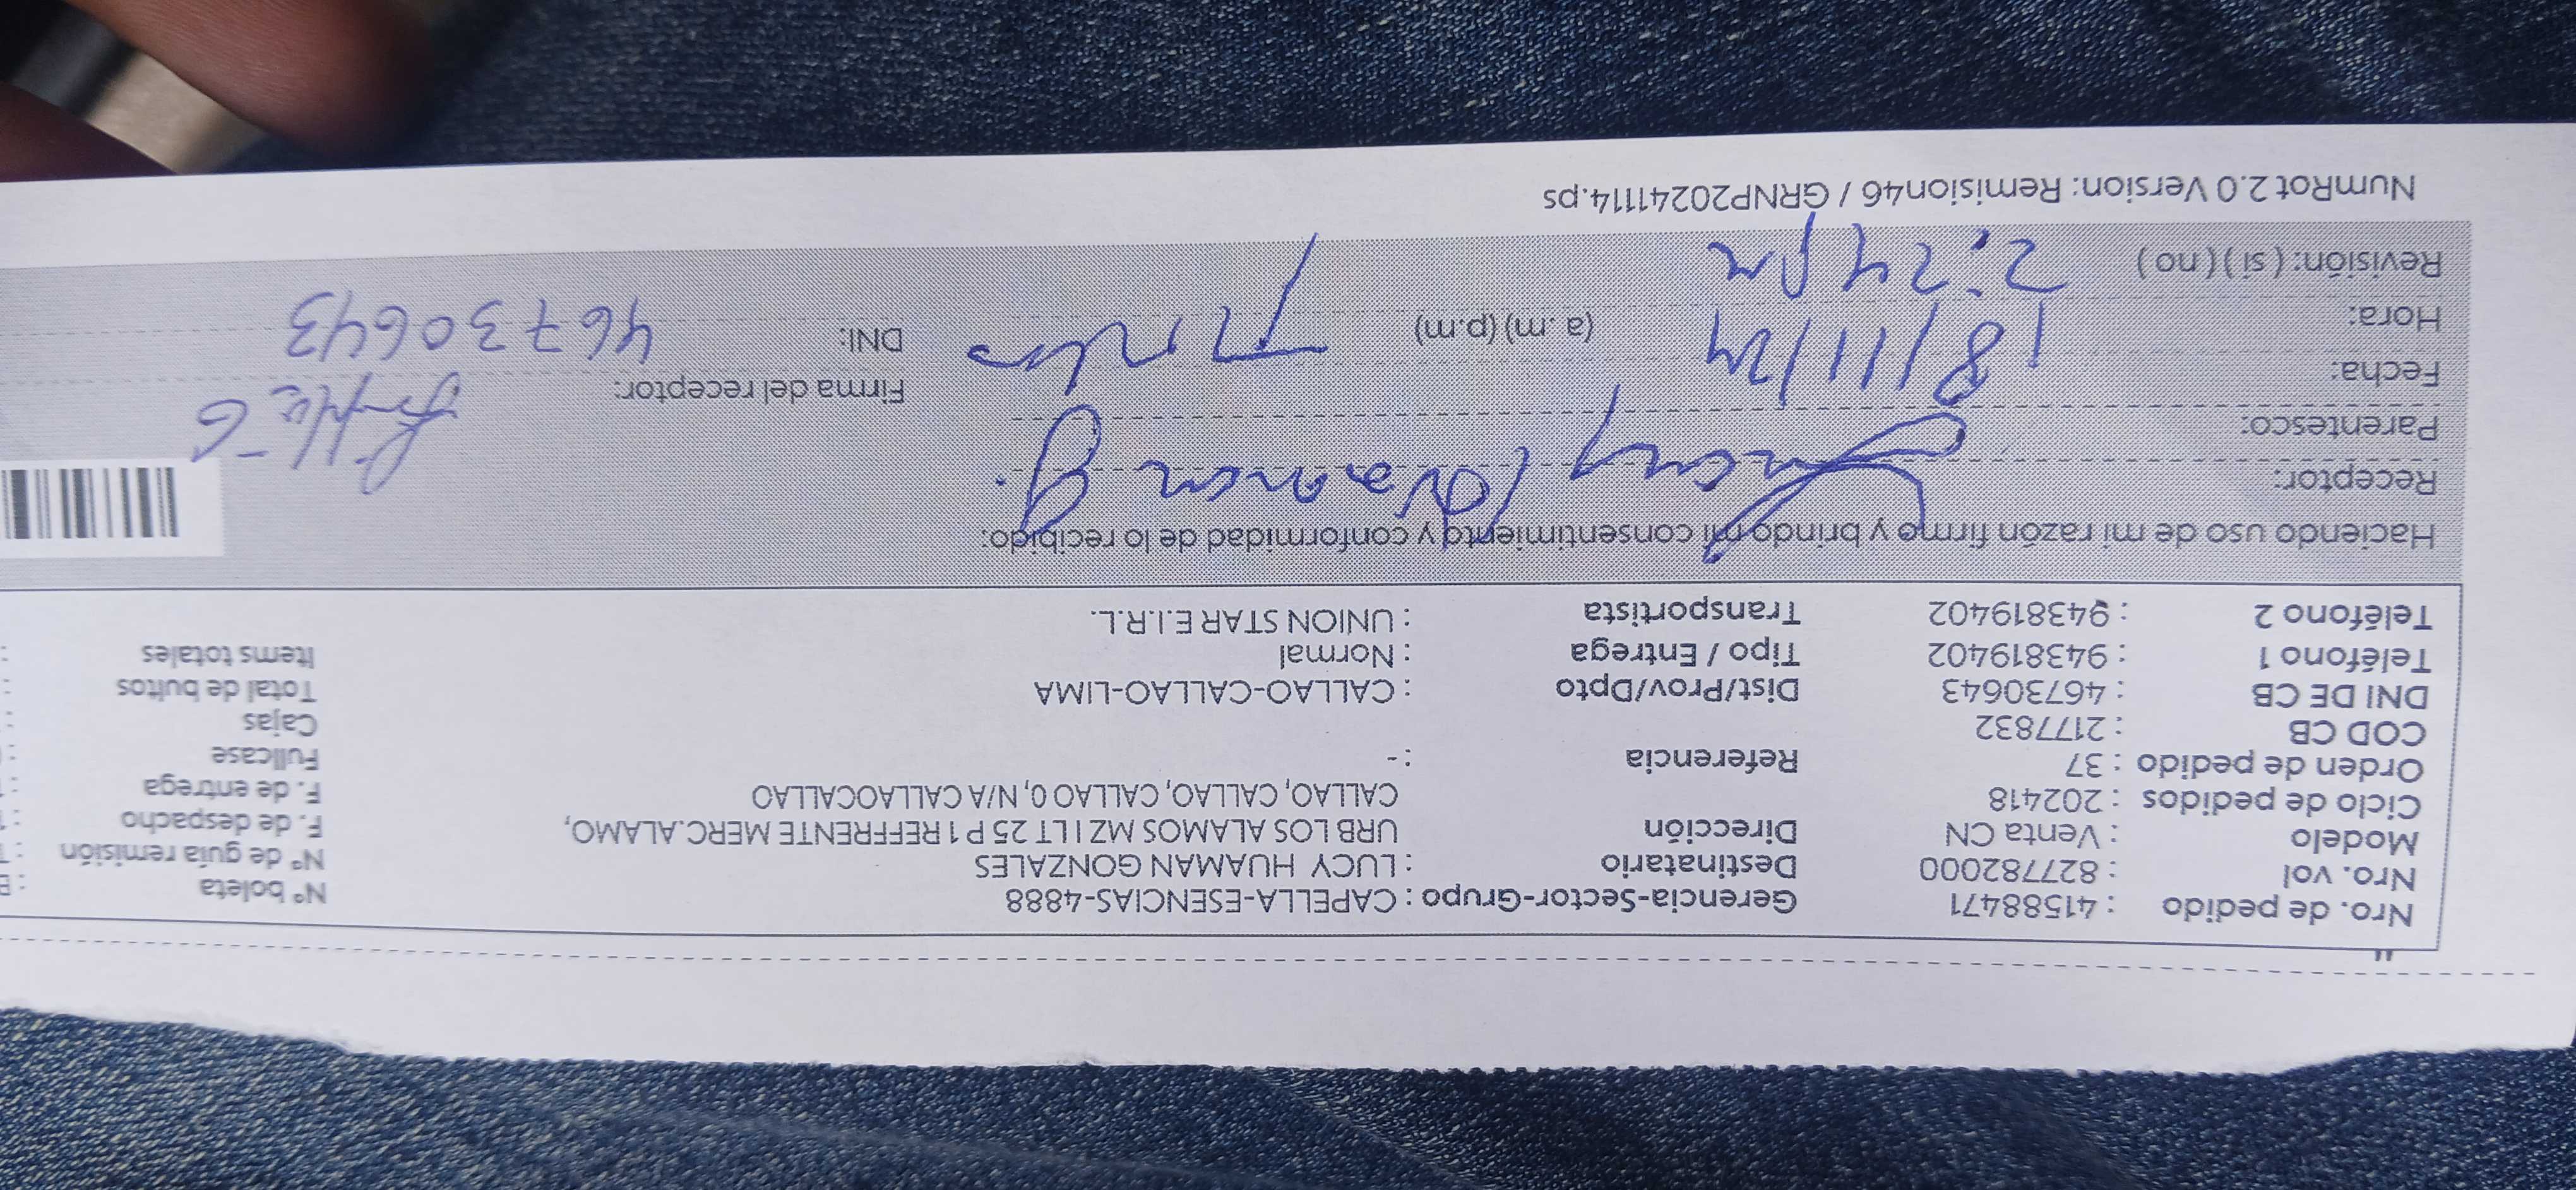 "
Nro. de pedido : 41588471 Gerencia-Sector-Grupo : CAPELLA-ESENCIAS-4888 N° boleta : B
Nro. vol : 827782000 Destinatario : LUCY HUAMAN GONZALES N° de guía remisión :
Modelo : Venta CN Dirección URB LOS ALAMOS MZ I LT 25 P 1 REFFRENTE MERC.ALAMO, F. de despacho :
Ciclo de pedidos : 202418 CALLAO, CALLAO, CALLAO 0, N/A CALLAOCALLAO F. de entrega :
Orden de pedido : 37 Referencia : - Fullcase :
COD CB : 2177832 Cajas :
DNI DE CB : 46730643 Dist/Prov/Dpto : CALLAO-CALLAO-LIMA Total de bultos :
Teléfono 1 : 943819402 Tipo / Entrega : Normal Items totales :
Teléfono 2 : 943819402 Transportista : UNION STAR E.I.R.L.
Haciendo uso de mi razón firmo y brindo mi consentimiento y conformidad de lo recibido:
Receptor: Lucy Huaman G.
Parentesco:
Fecha: 18/11/24 Firma del receptor:
Hora: (a .m) (p.m) Titular DNI: 46730643
Revisión: ( sí ) ( no ) 2:24 pm
NumRot 2.0 Version: Remision46 / GRNP20241114.ps